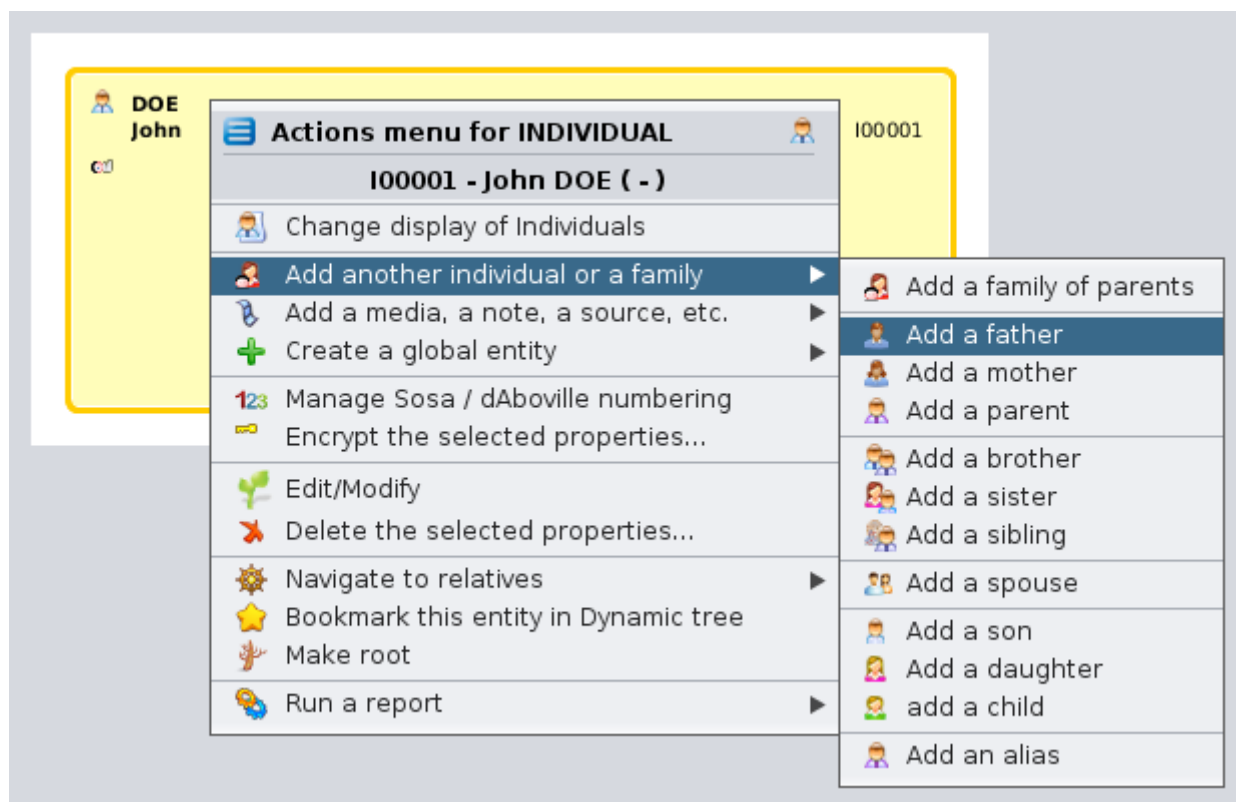 DOE
John
I00001
Actions menu for INDIVIDUAL
I00001 - John DOE ( - )
Change display of Individuals
Add another individual or a family
Add a media, a note, a source, etc.
Create a global entity
123 Manage Sosa / dAboville numbering
Encrypt the selected properties...
Edit/Modify
Delete the selected properties...
Navigate to relatives
Bookmark this entity in Dynamic tree
Make root
Run a report
Add a family of parents
Add a father
Add a mother
Add a parent
Add a brother
Add a sister
Add a sibling
Add a spouse
Add a son
Add a daughter
add a child
Add an alias